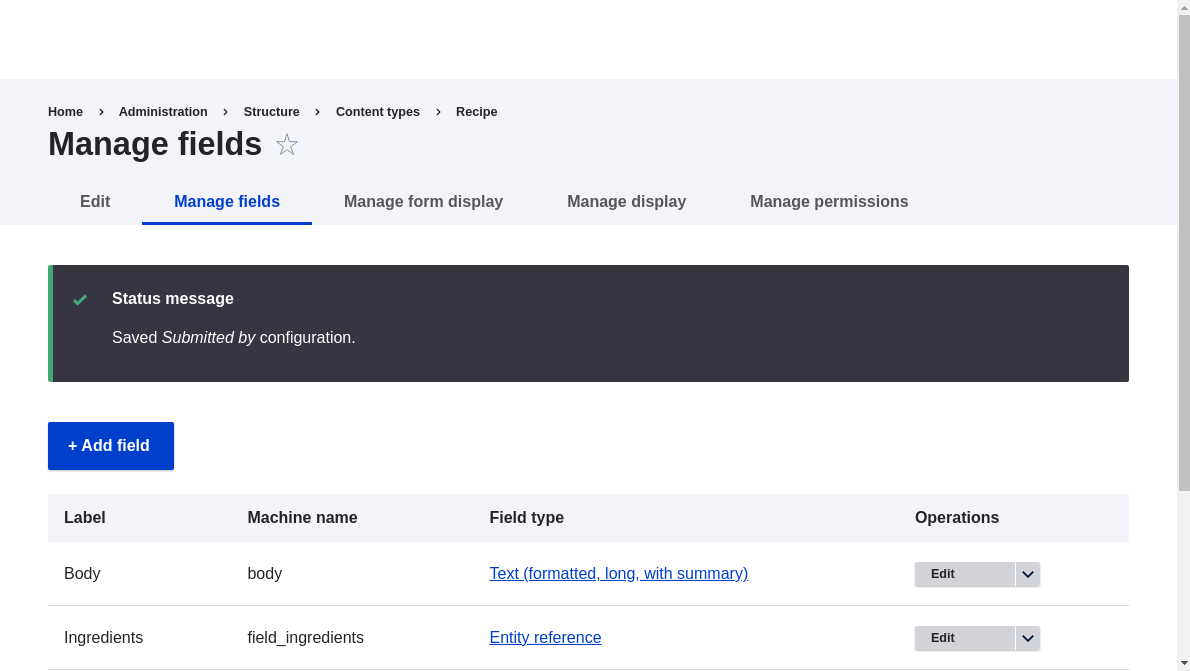 Home › Administration › Structure › Content types › Recipe
Manage fields
Edit Manage fields Manage form display Manage display Manage permissions
Status message
Saved Submitted by configuration.
+ Add field
Label Machine name Field type Operations
Body body Text (formatted, long, with summary) Edit
Ingredients field_ingredients Entity reference Edit